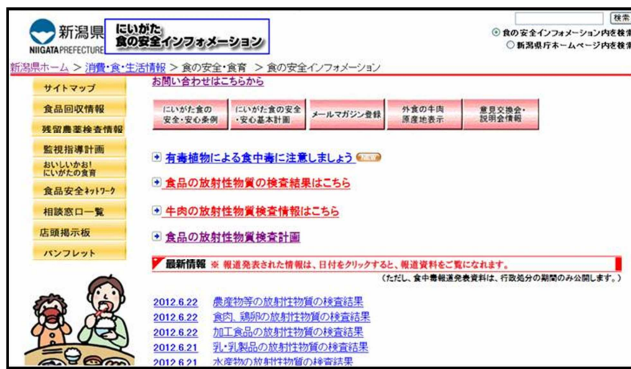 新潟県
NIIGATA PREFECTURE
にいがた
食の安全インフォメーション
検索
食の安全インフォメーション内を検索
新潟県庁ホームページ内を検索
新潟県ホーム > 消費・食・生活情報 > 食の安全・食育 > 食の安全インフォメーション
お問い合わせはこちらから
サイトマップ
食品回収情報
残留農薬検査情報
監視指導計画
おいしいかお!
にいがたの食育
食品安全ネットワーク
相談窓口一覧
店頭掲示板
パンフレット
にいがた食の
安全・安心条例
にいがた食の安全
・安心基本計画
メールマガジン登録
外食の牛肉
原産地表示
意見交換会・
説明会情報
有毒植物による食中毒に注意しましょう NEW
食品の放射性物質の検査結果はこちら
牛肉の放射性物質検査情報はこちら
食品の放射性物質検査計画
最新情報 ※ 報道発表された情報は、日付をクリックすると、報道資料をご覧になれます。
(ただし、食中毒報道発表資料は、行政処分の期間のみ公開します。)
2012.6.22 農産物等の放射性物質の検査結果
2012.6.22 食肉、鶏卵の放射性物質の検査結果
2012.6.22 加工食品の放射性物質の検査結果
2012.6.21 乳・乳製品の放射性物質の検査結果
2012.6.21 水産物の放射性物質の検査結果